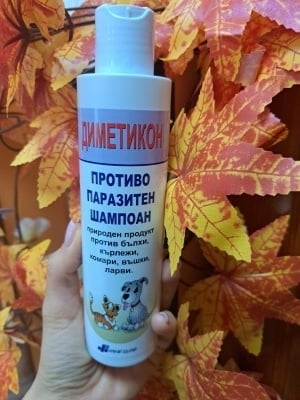 ДИМЕТИКОН
ПРОТИВО
ПАРАЗИТЕН
ШАМПОАН
природен продукт
против бълхи,
кърлежи,
комари, въшки,
ларви.